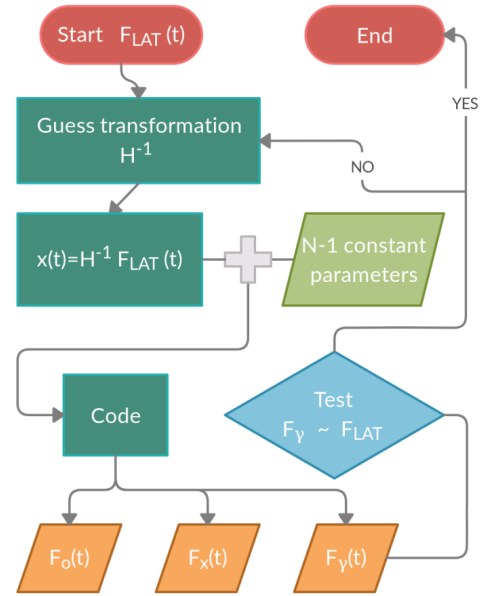 Start F_LAT (t)
End
YES
Guess transformation
H^-1
NO
x(t)=H^-1 F_LAT (t)
N-1 constant
parameters
Test
F_γ ~ F_LAT
Code
F_o(t)
F_x(t)
F_γ(t)